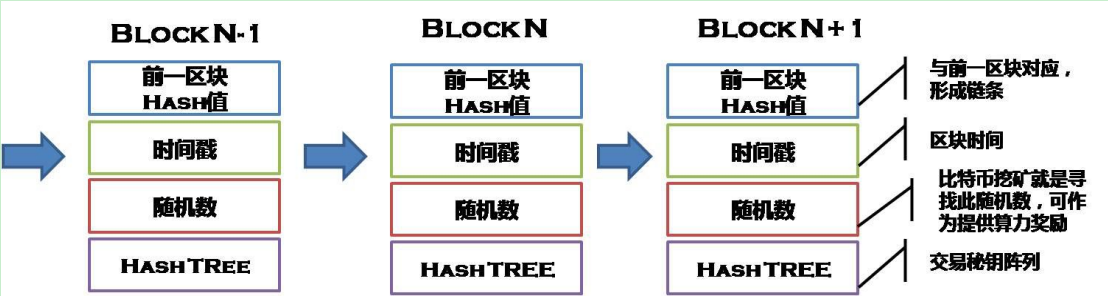 BLOCK N-1
前一区块
HASH值
时间戳
随机数
HASH TREE
BLOCK N
前一区块
HASH值
时间戳
随机数
HASH TREE
BLOCK N + 1
前一区块
HASH值
时间戳
随机数
HASH TREE
与前一区块对应，
形成链条
区块时间
比特币挖矿就是寻
找此随机数，可作
为提供算力奖励
交易秘钥阵列